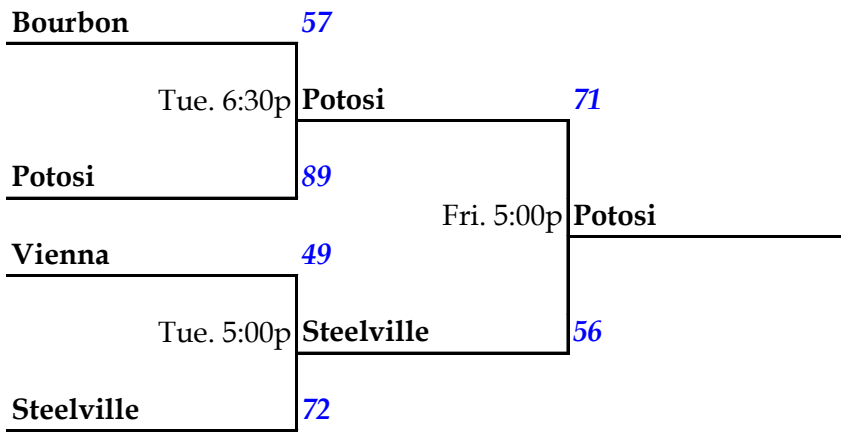 Bourbon 57
Tue. 6:30p Potosi 71
Potosi 89
Fri. 5:00p Potosi
Vienna 49
Tue. 5:00p Steelville 56
Steelville 72